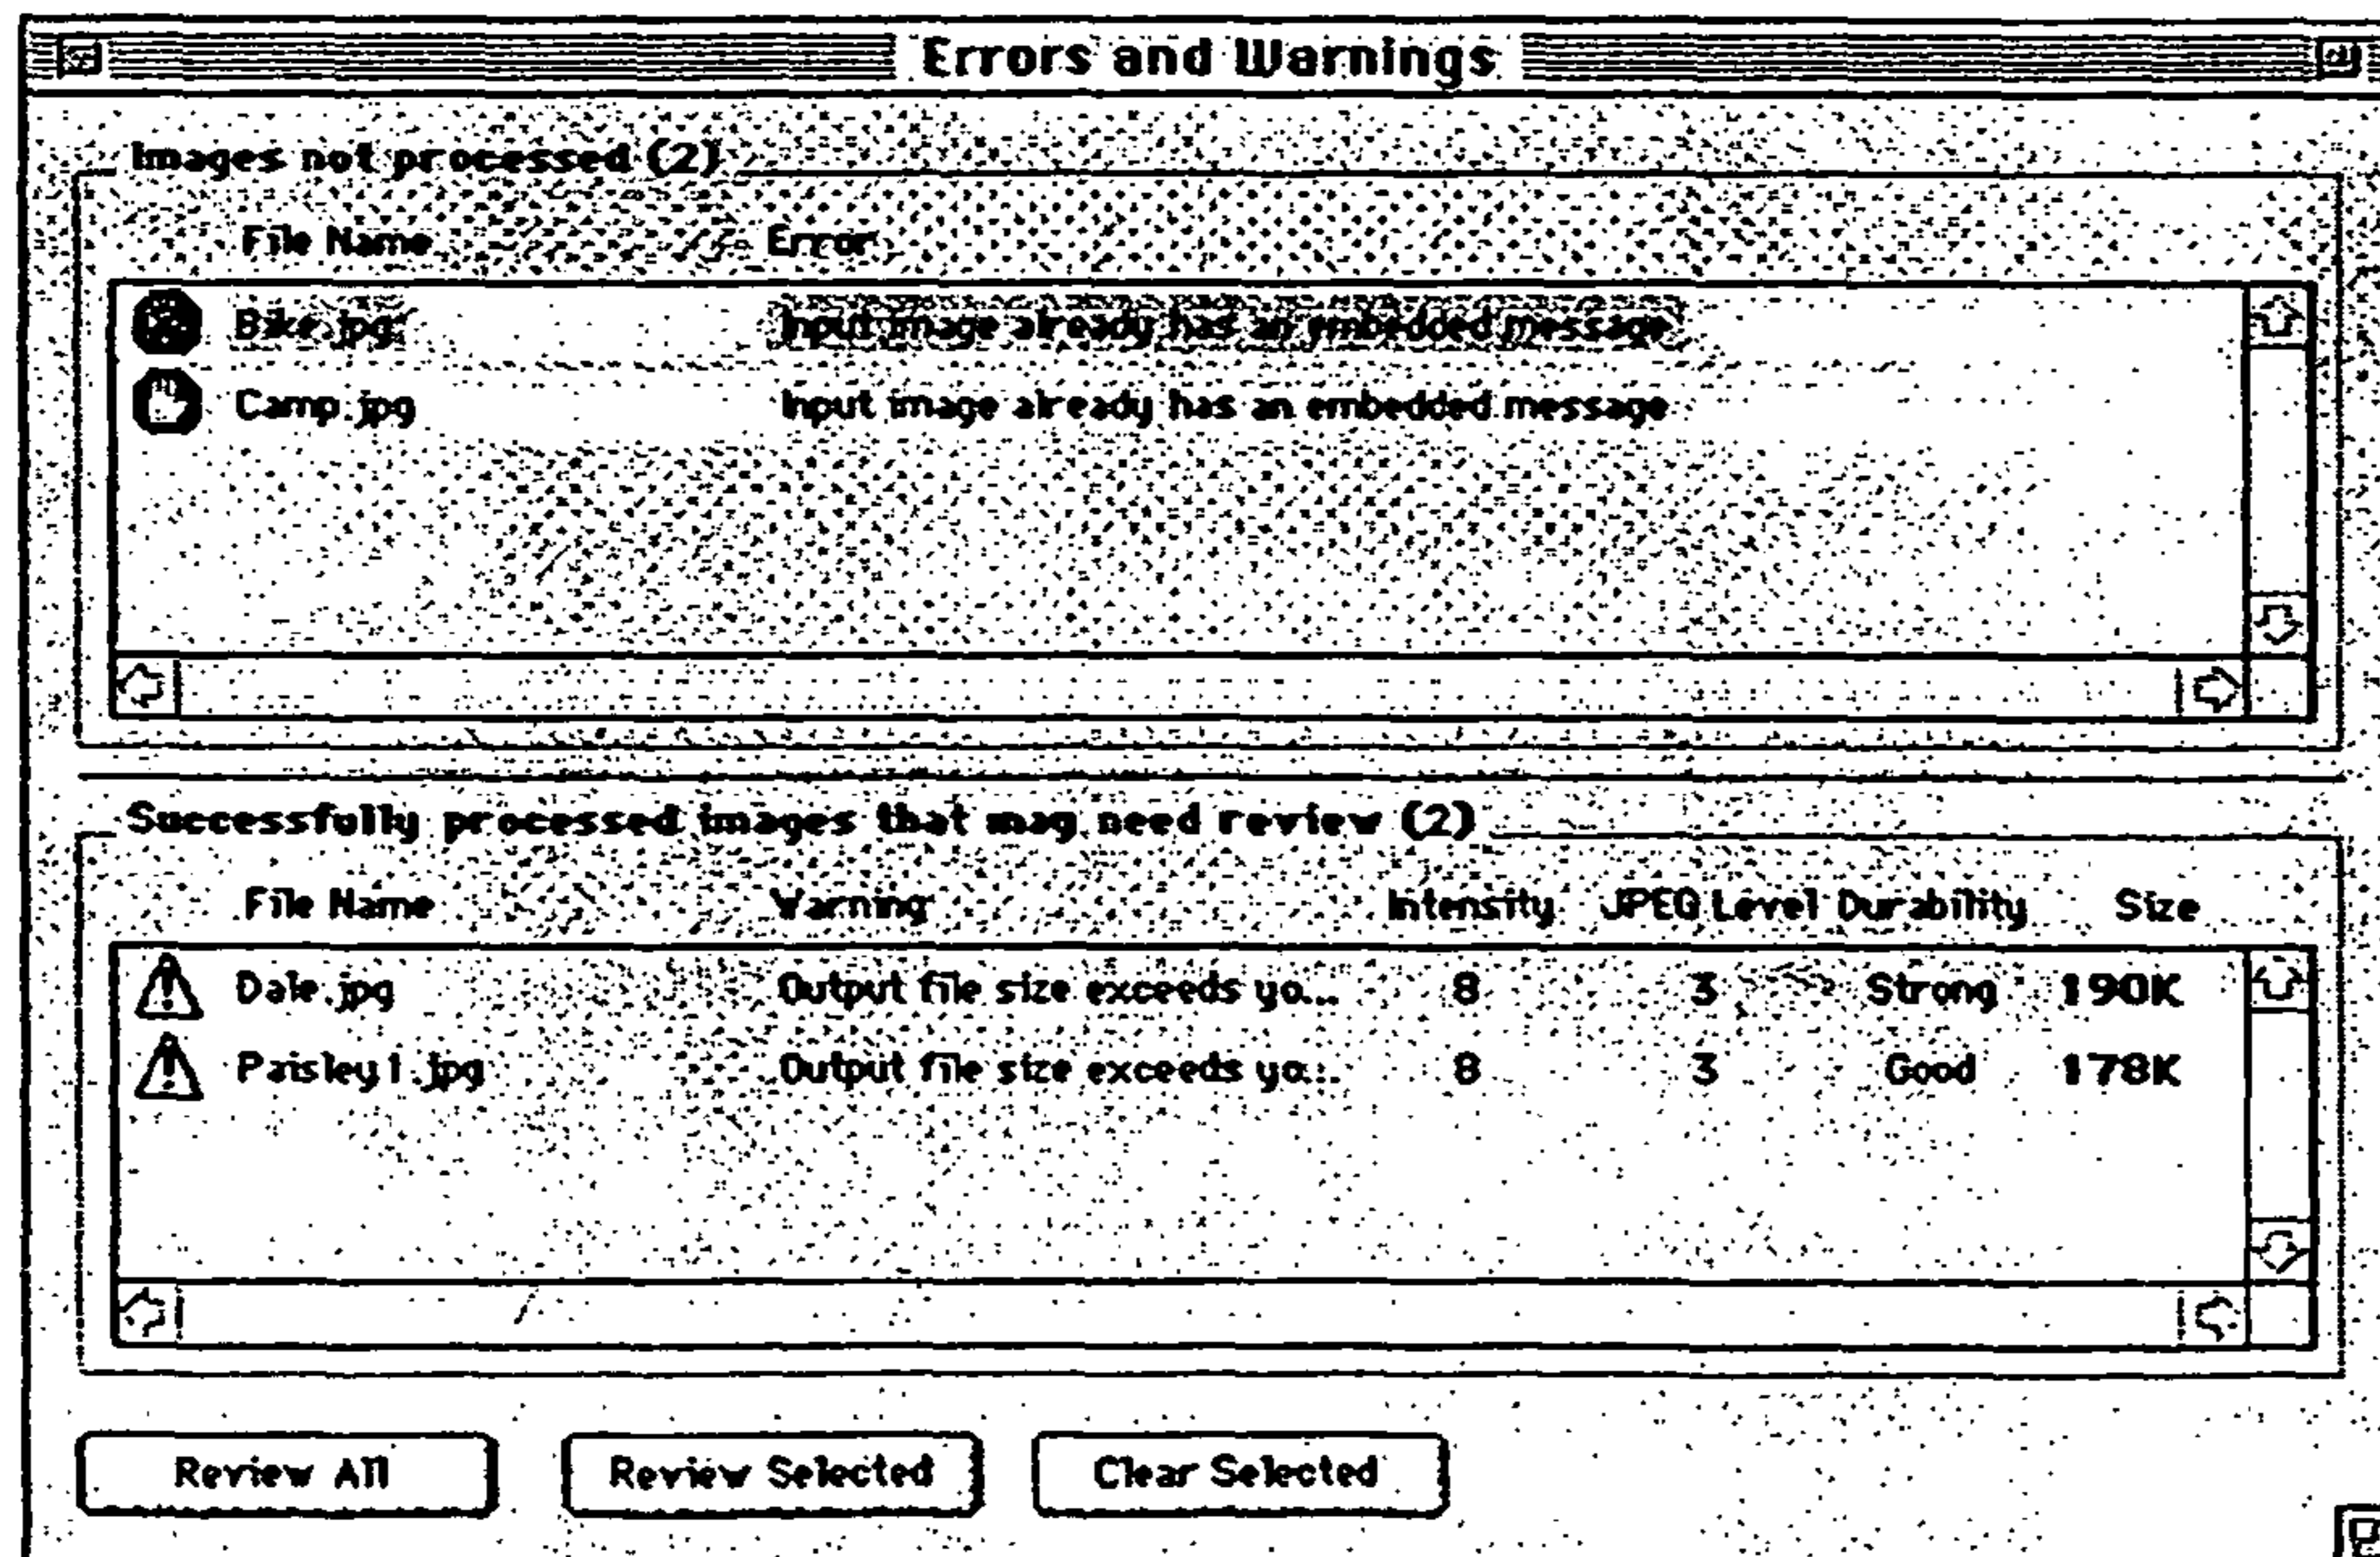 Errors and Warnings
Images not processed (2)
File Name Error
Bike.jpg Input image already has an embedded message
Camp.jpg Input image already has an embedded message
Successfully processed images that may need review (2)
File Name Warning Intensity JPEG Level Durability Size
Dale.jpg Output file size exceeds yo... 8 3 Strong 190K
Paisley1.jpg Output file size exceeds yo... 8 3 Good 178K
Review All Review Selected Clear Selected